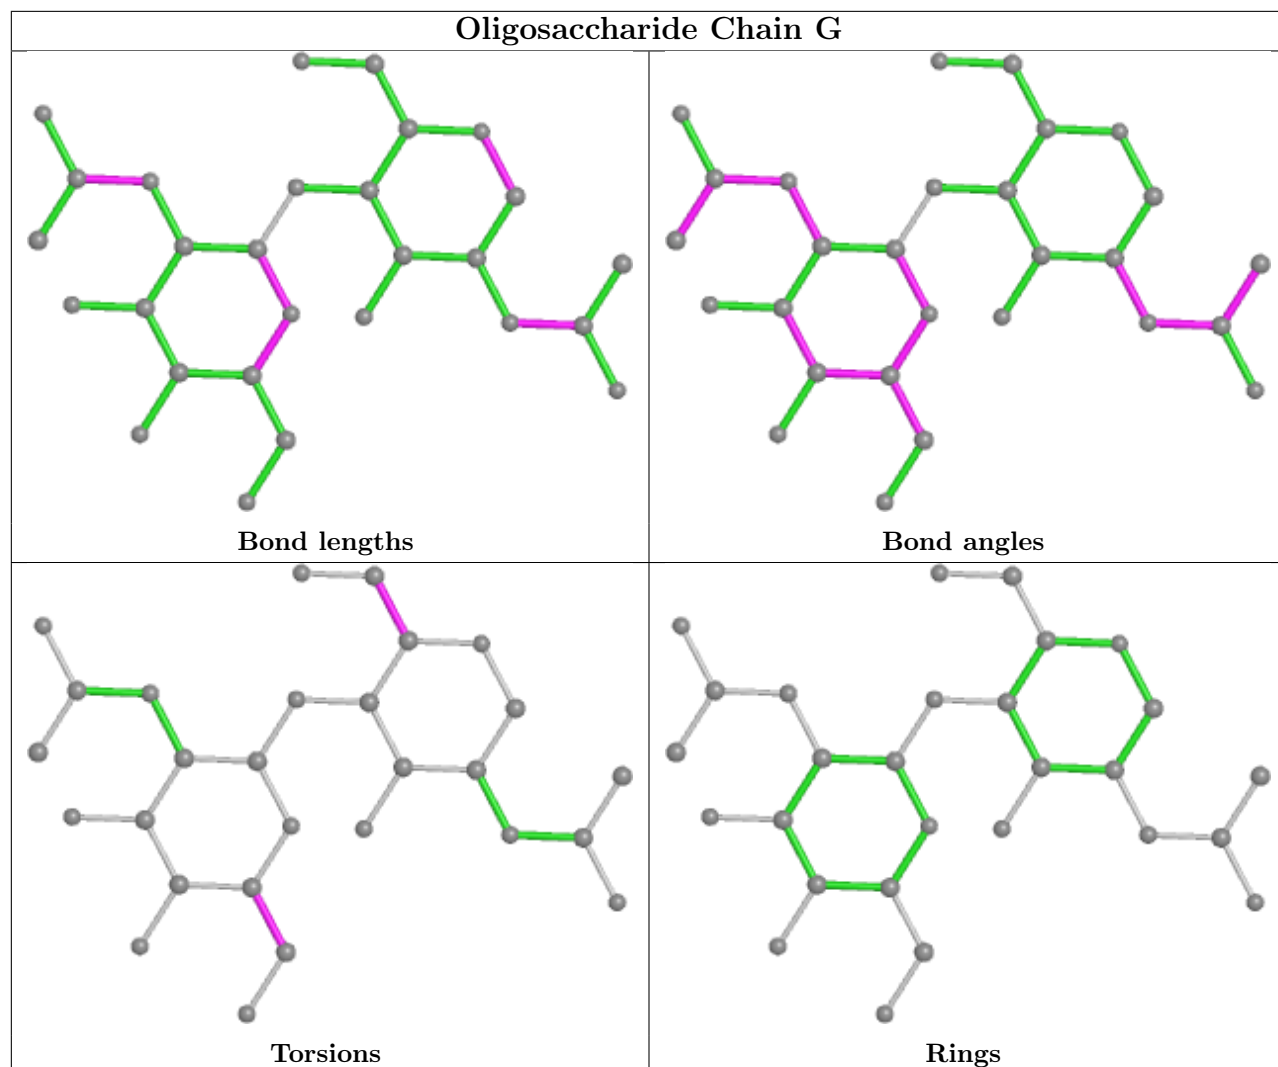 Oligosaccharide Chain G
Bond lengths
Bond angles
Torsions
Rings